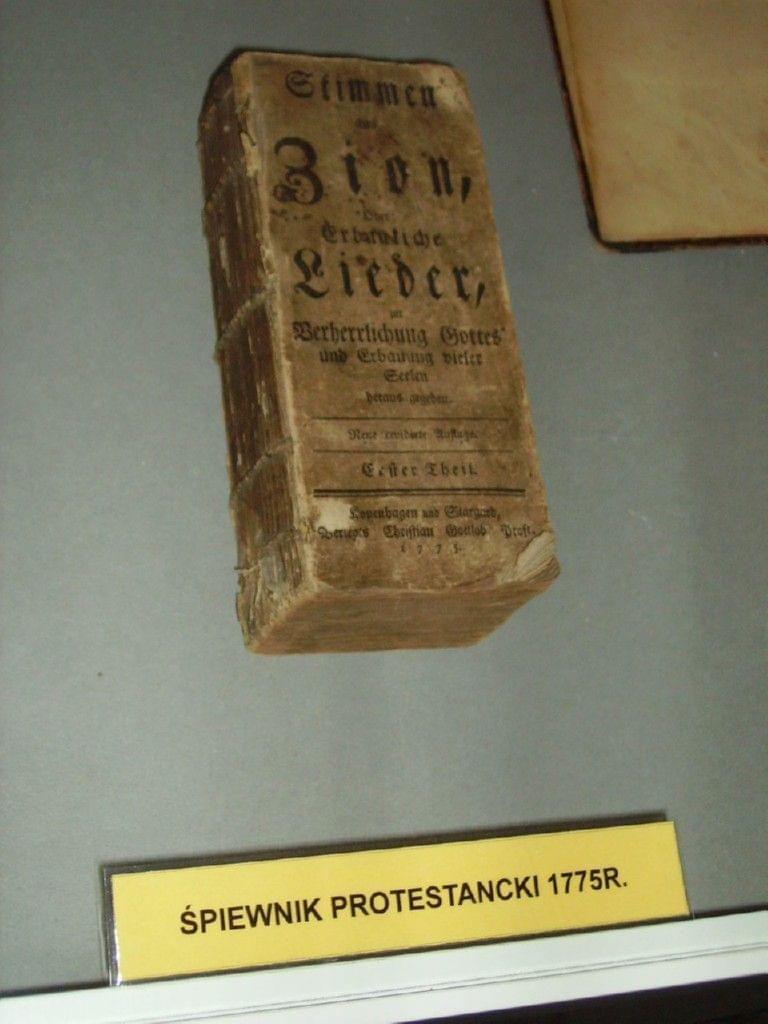 Stimmen
aus
Zion,
Oder
Erbauliche
Lieder,
zur
Verherrlichung Gottes
und Erbauung vieler
Seelen
heraus gegeben.
Neue revidirte Auflage.
Erster Theil.
Kopenhagen und Stargard,
Verlegts Christian Gottlob Proft.
1775.
ŚPIEWNIK PROTESTANCKI 1775R.